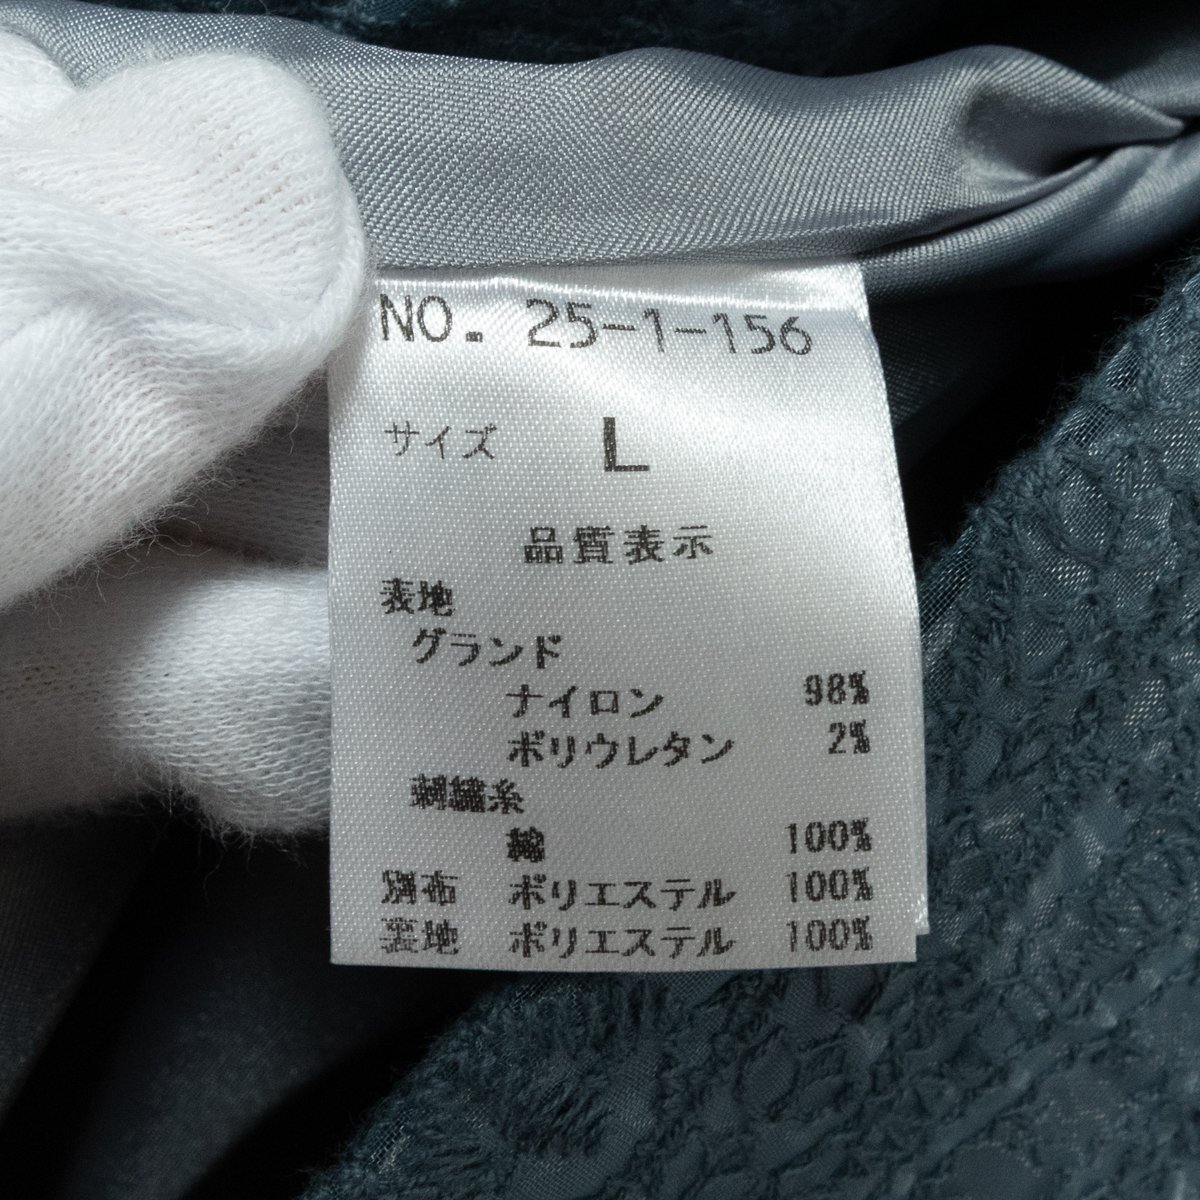 NO. 25-1-156
サイズ L
品質表示
表地
グランド
ナイロン 98%
ポリウレタン 2%
刺繍糸
綿 100%
別布 ポリエステル 100%
裏地 ポリエステル 100%